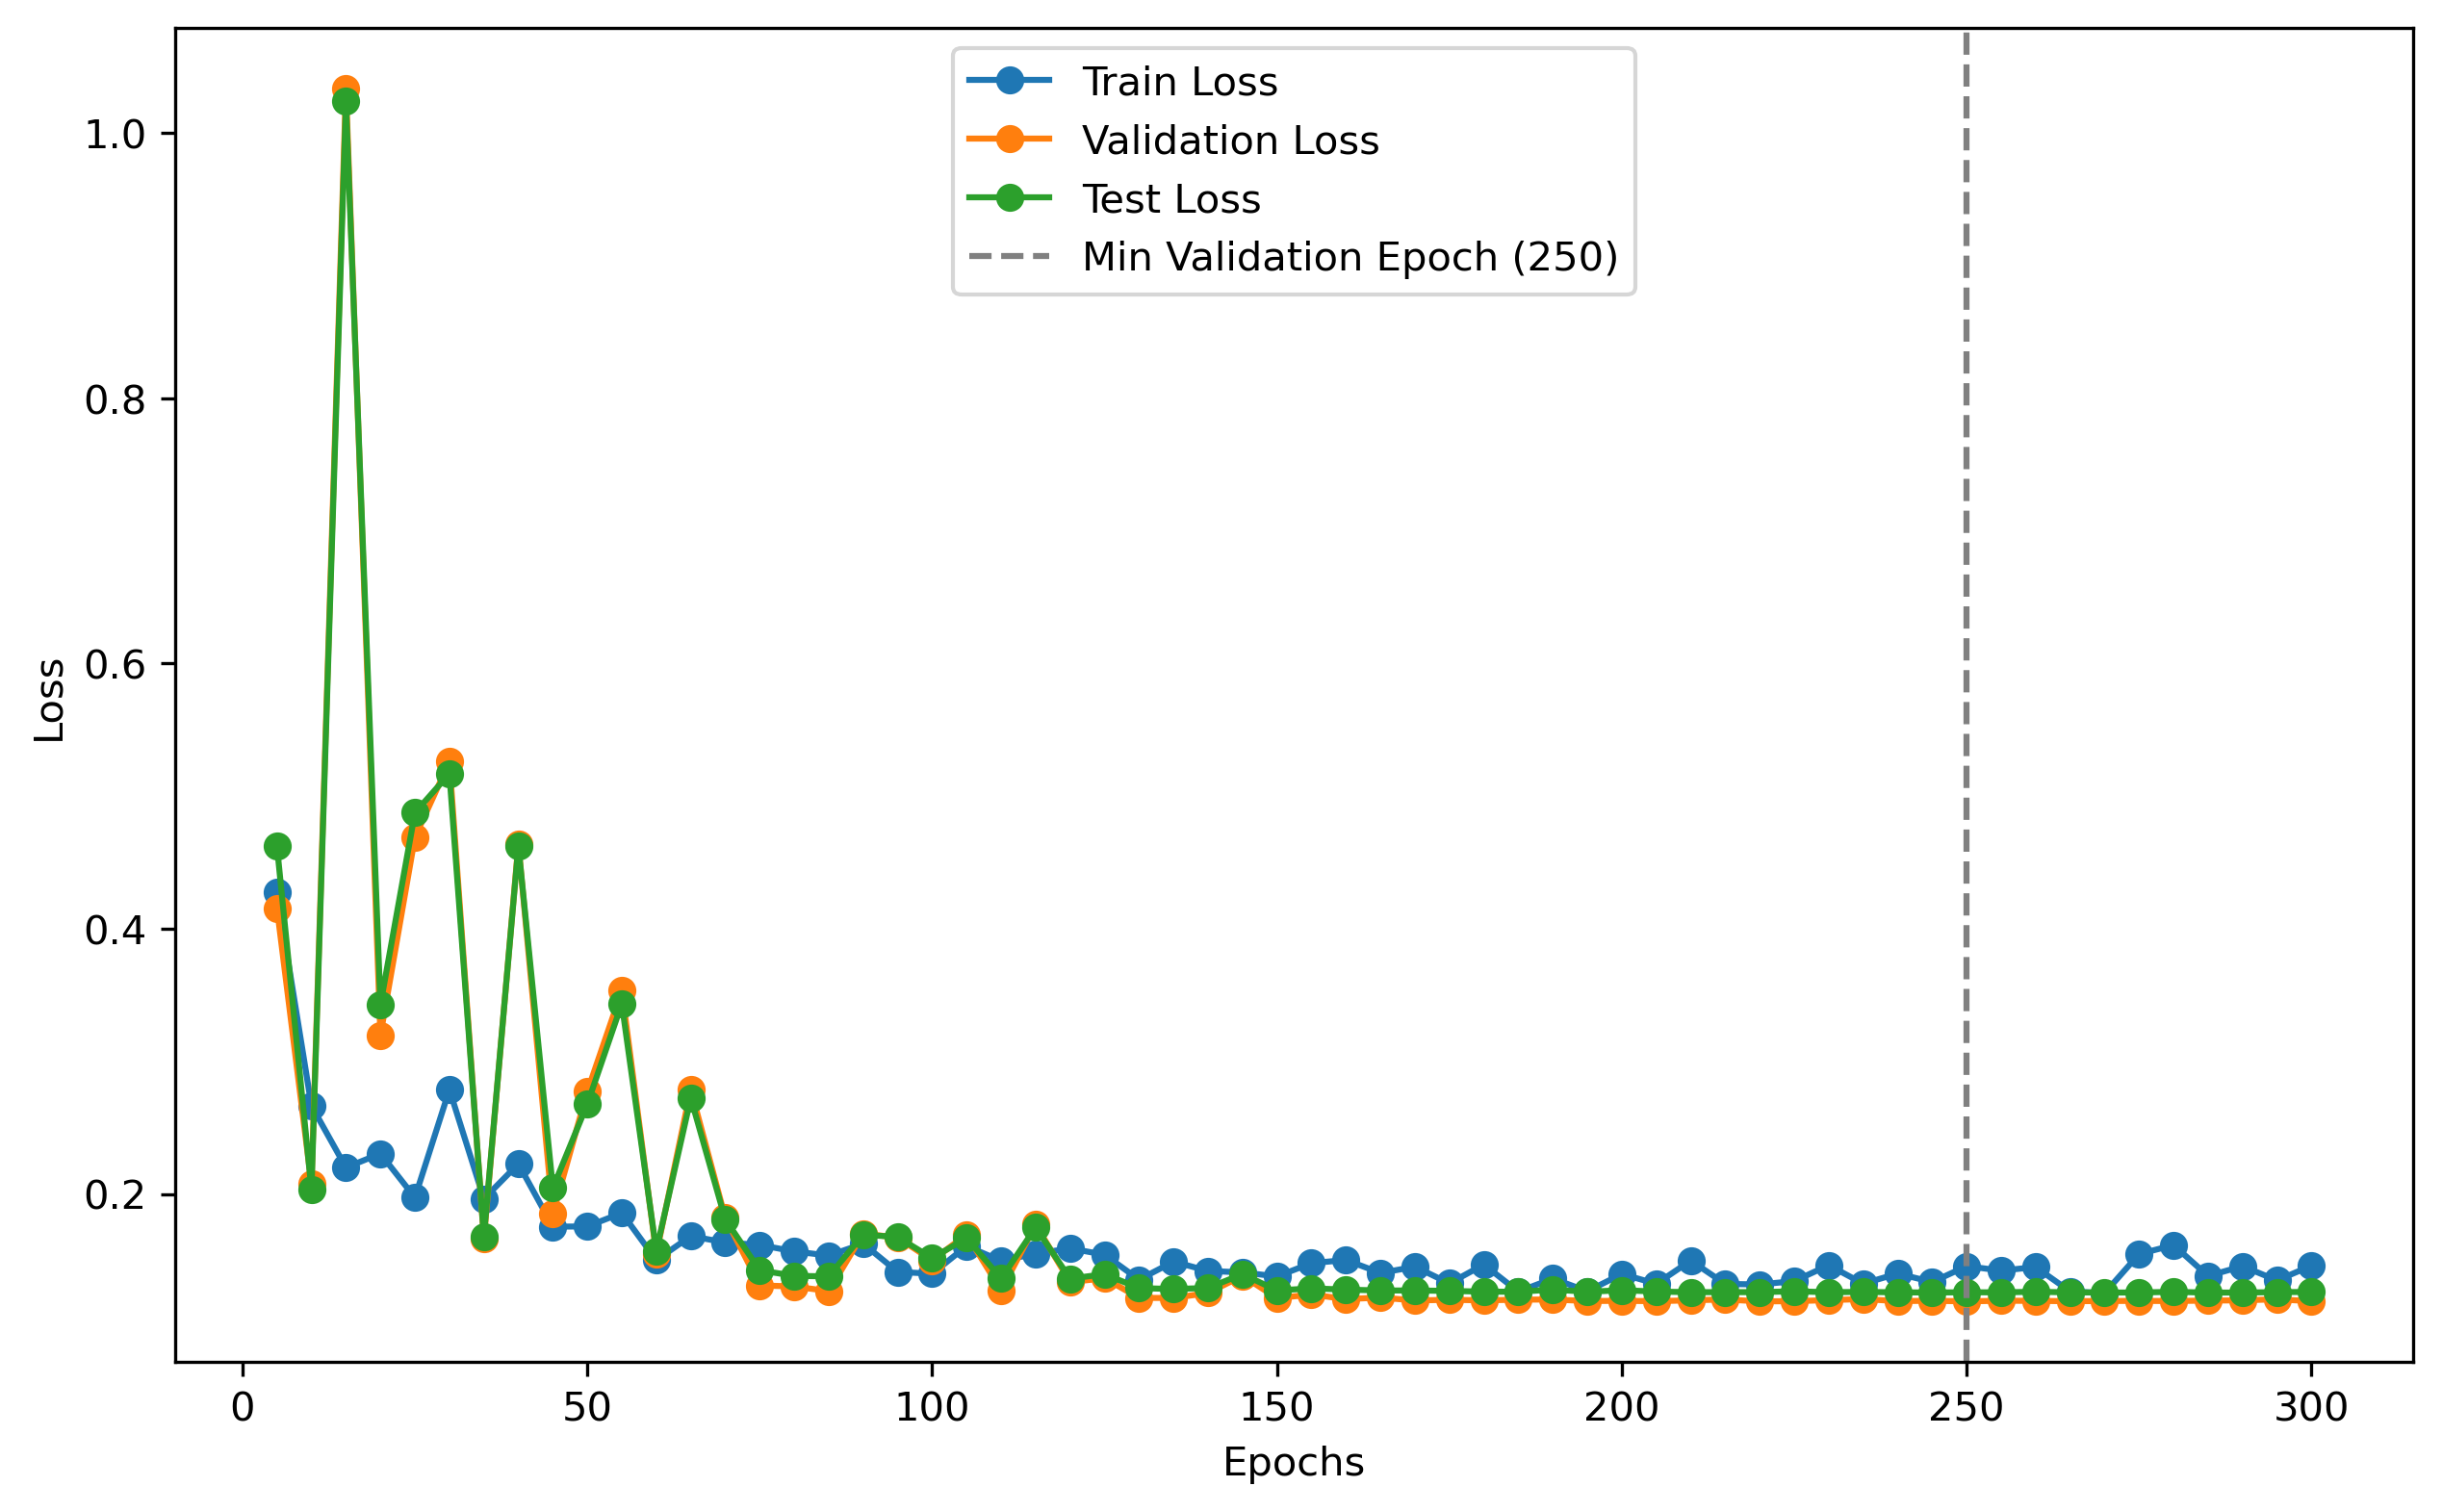 Train Loss
Validation Loss
Test Loss
Min Validation Epoch (250)
1.0
0.8
0.6
0.4
0.2
Loss
0 50 100 150 200 250 300
Epochs